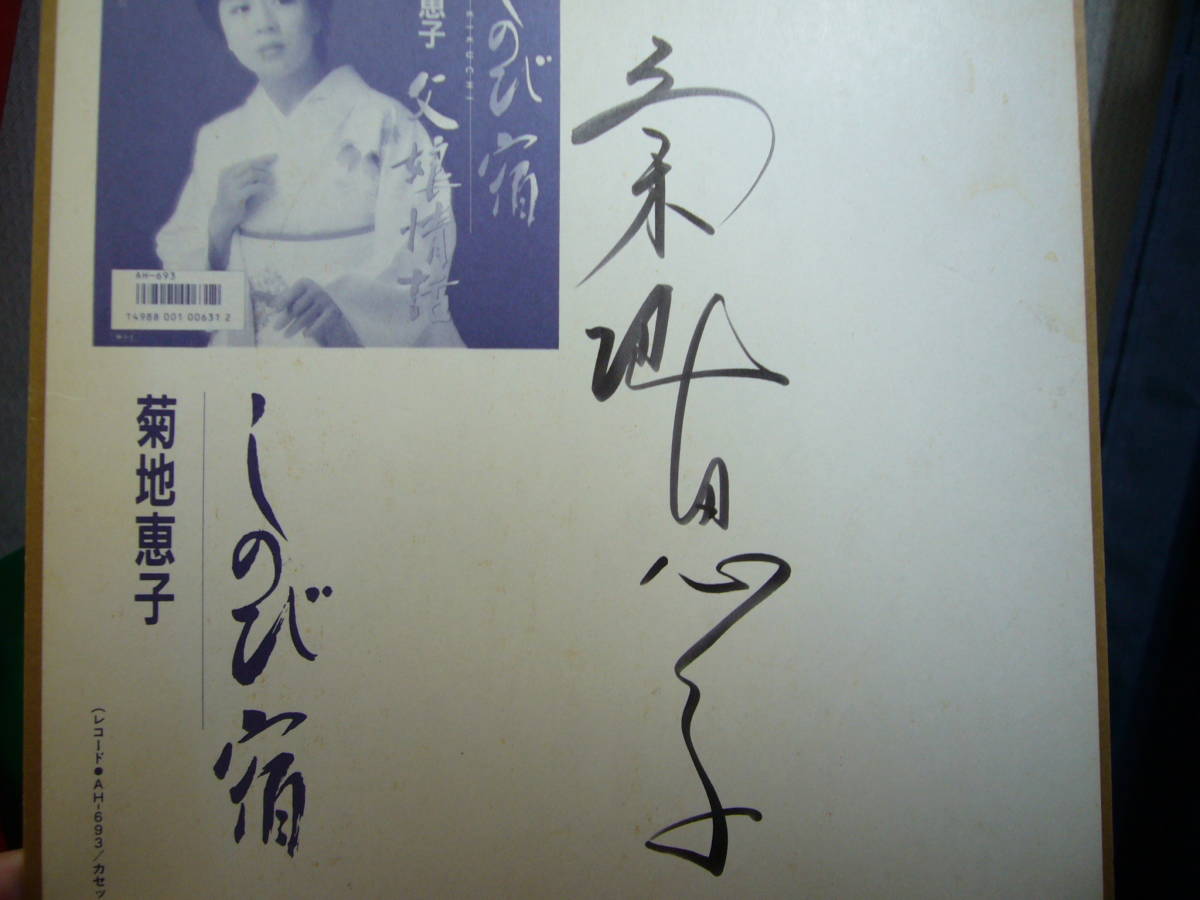 菊地恵子
しのび宿
恵子
父娘情話
AH-693
T4988 001 00631 2
しのび宿
菊地恵子
(レコード●AH-693/カセッ